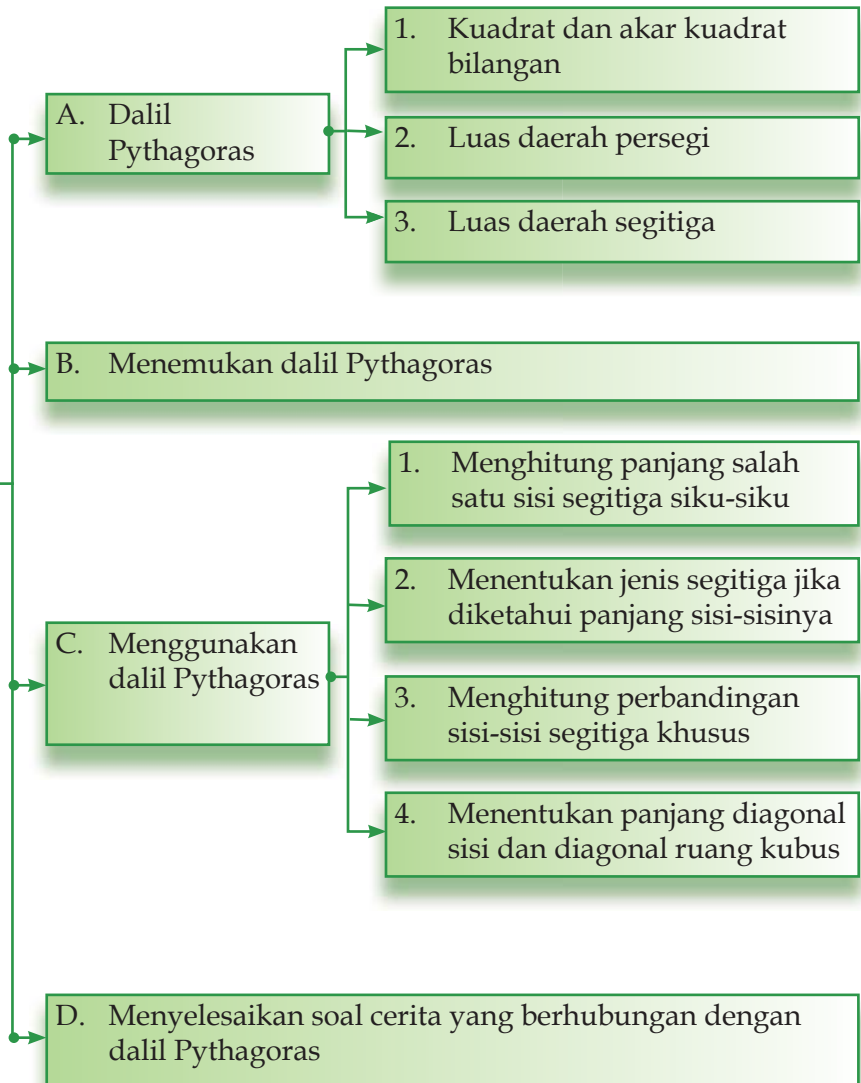 A. Dalil
Pythagoras
1. Kuadrat dan akar kuadrat
bilangan
2. Luas daerah persegi
3. Luas daerah segitiga
B. Menemukan dalil Pythagoras
C. Menggunakan
dalil Pythagoras
1. Menghitung panjang salah
satu sisi segitiga siku-siku
2. Menentukan jenis segitiga jika
diketahui panjang sisi-sisinya
3. Menghitung perbandingan
sisi-sisi segitiga khusus
4. Menentukan panjang diagonal
sisi dan diagonal ruang kubus
D. Menyelesaikan soal cerita yang berhubungan dengan
dalil Pythagoras